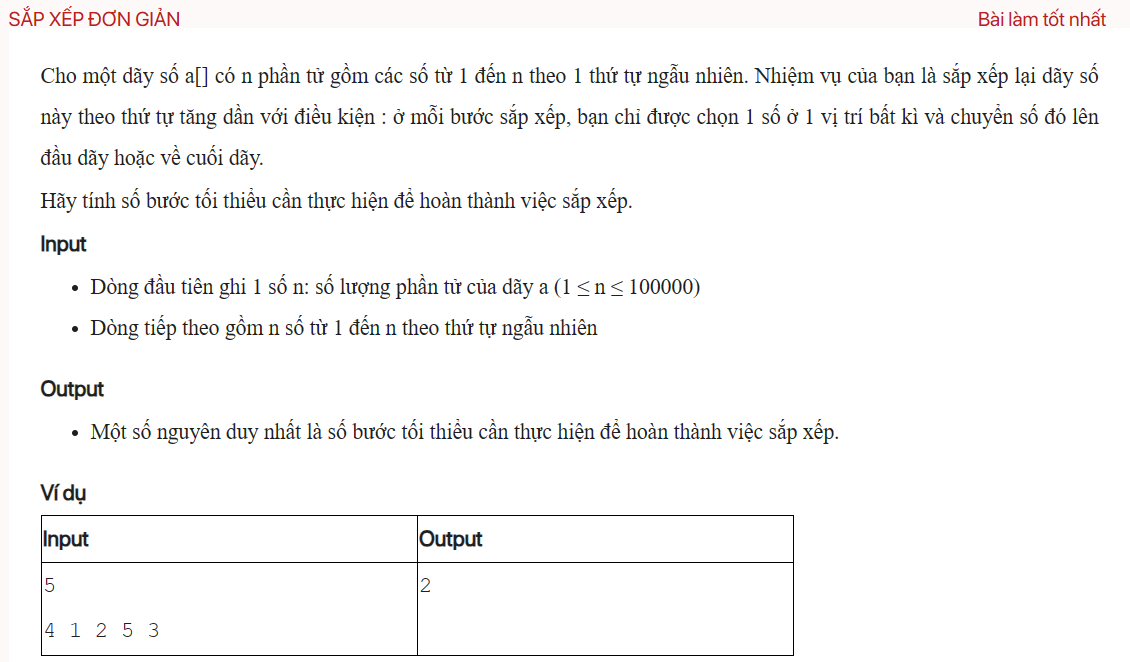 SẮP XẾP ĐƠN GIẢN
Bài làm tốt nhất
Cho một dãy số a[] có n phần tử gồm các số từ 1 đến n theo 1 thứ tự ngẫu nhiên. Nhiệm vụ của bạn là sắp xếp lại dãy số
này theo thứ tự tăng dần với điều kiện : ở mỗi bước sắp xếp, bạn chỉ được chọn 1 số ở 1 vị trí bất kì và chuyển số đó lên
đầu dãy hoặc về cuối dãy.
Hãy tính số bước tối thiểu cần thực hiện để hoàn thành việc sắp xếp.
Input
• Dòng đầu tiên ghi 1 số n: số lượng phần tử của dãy a (1 ≤ n ≤ 100000)
• Dòng tiếp theo gồm n số từ 1 đến n theo thứ tự ngẫu nhiên
Output
• Một số nguyên duy nhất là số bước tối thiểu cần thực hiện để hoàn thành việc sắp xếp.
Ví dụ
Input Output
5 2
4 1 2 5 3